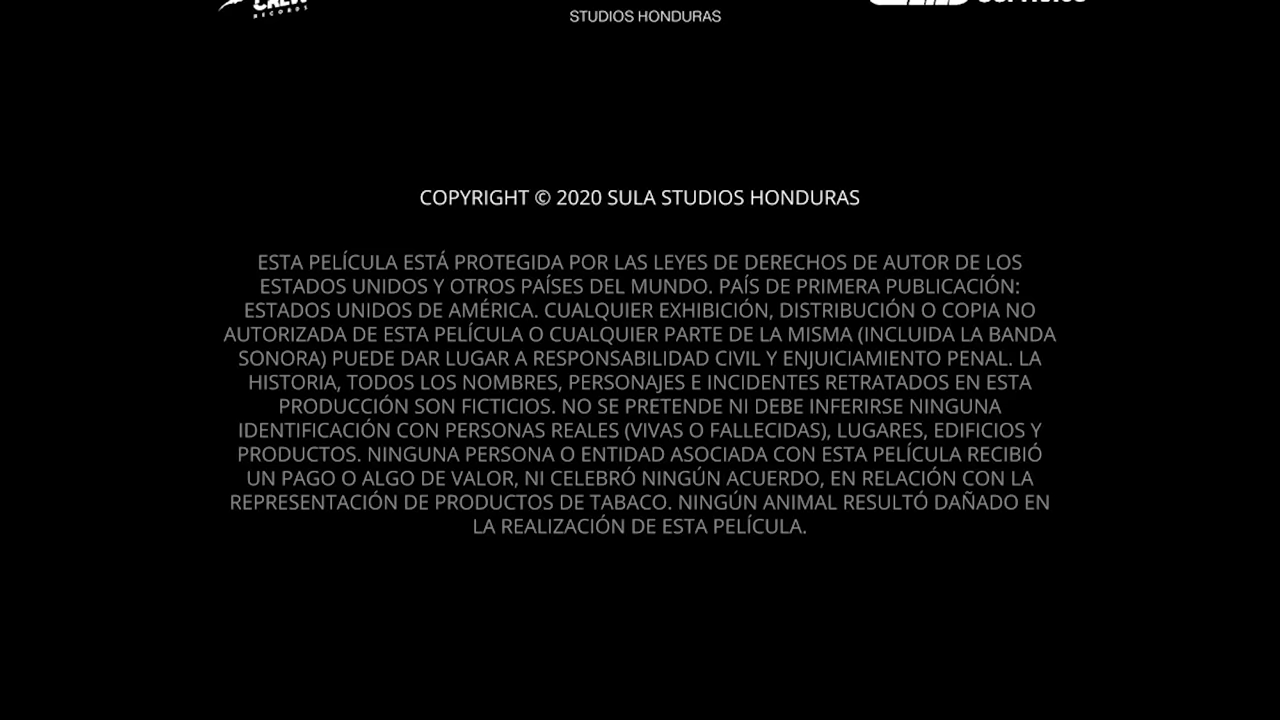 CREW
RECORDS
STUDIOS HONDURAS
COPYRIGHT © 2020 SULA STUDIOS HONDURAS
ESTA PELÍCULA ESTÁ PROTEGIDA POR LAS LEYES DE DERECHOS DE AUTOR DE LOS
ESTADOS UNIDOS Y OTROS PAÍSES DEL MUNDO. PAÍS DE PRIMERA PUBLICACIÓN:
ESTADOS UNIDOS DE AMÉRICA. CUALQUIER EXHIBICIÓN, DISTRIBUCIÓN O COPIA NO
AUTORIZADA DE ESTA PELÍCULA O CUALQUIER PARTE DE LA MISMA (INCLUIDA LA BANDA
SONORA) PUEDE DAR LUGAR A RESPONSABILIDAD CIVIL Y ENJUICIAMIENTO PENAL. LA
HISTORIA, TODOS LOS NOMBRES, PERSONAJES E INCIDENTES RETRATADOS EN ESTA
PRODUCCIÓN SON FICTICIOS. NO SE PRETENDE NI DEBE INFERIRSE NINGUNA
IDENTIFICACIÓN CON PERSONAS REALES (VIVAS O FALLECIDAS), LUGARES, EDIFICIOS Y
PRODUCTOS. NINGUNA PERSONA O ENTIDAD ASOCIADA CON ESTA PELÍCULA RECIBIÓ
UN PAGO O ALGO DE VALOR, NI CELEBRÓ NINGÚN ACUERDO, EN RELACIÓN CON LA
REPRESENTACIÓN DE PRODUCTOS DE TABACO. NINGÚN ANIMAL RESULTÓ DAÑADO EN
LA REALIZACIÓN DE ESTA PELÍCULA.